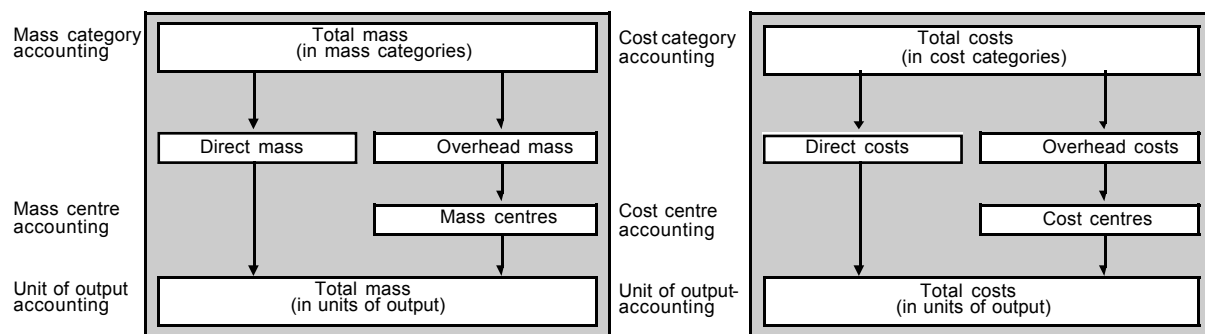 Mass category
accounting
Total mass
(in mass categories)
Direct mass
Overhead mass
Mass centre
accounting
Mass centres
Unit of output
accounting
Total mass
(in units of output)
Cost category
accounting
Total costs
(in cost categories)
Direct costs
Overhead costs
Cost centre
accounting
Cost centres
Unit of output-
accounting
Total costs
(in units of output)